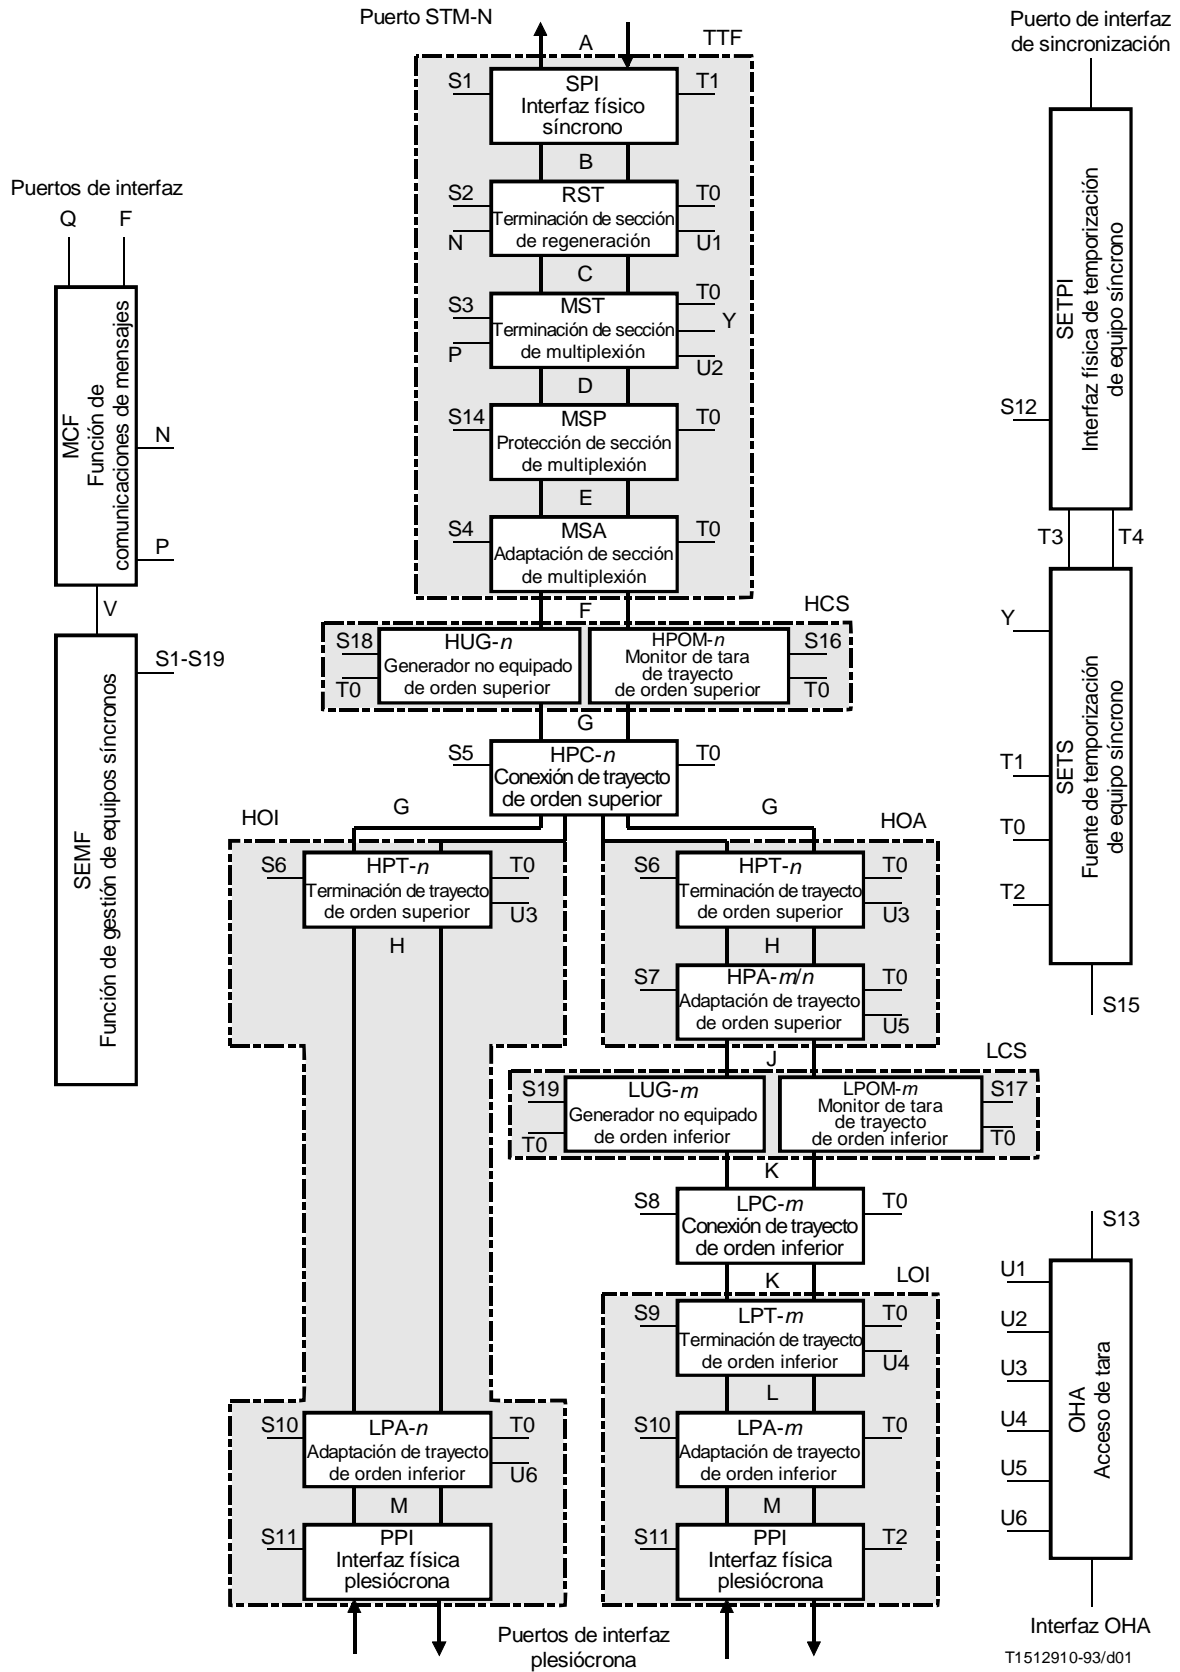 Puerto STM-N
A
TTF
S1
SPI
Interfaz físico
síncrono
T1
B
S2
N
RST
Terminación de sección
de regeneración
T0
U1
C
S3
P
MST
Terminación de sección
de multiplexión
T0
Y
U2
D
S14
MSP
Protección de sección
de multiplexión
T0
E
S4
MSA
Adaptación de sección
de multiplexión
T0
F
HCS
S18
T0
HUG-n
Generador no equipado
de orden superior
HPOM-n
Monitor de tara
de trayecto
de orden superior
S16
T0
G
S5
HPC-n
Conexión de trayecto
de orden superior
T0
G
G
HOI
HOA
S6
HPT-n
Terminación de trayecto
de orden superior
T0
U3
H
S6
HPT-n
Terminación de trayecto
de orden superior
T0
U3
H
S7
HPA-m/n
Adaptación de trayecto
de orden superior
T0
U5
J
LCS
S19
T0
LUG-m
Generador no equipado
de orden inferior
LPOM-m
Monitor de tara
de trayecto
de orden inferior
S17
T0
K
S8
LPC-m
Conexión de trayecto
de orden inferior
T0
K
LOI
S9
LPT-m
Terminación de trayecto
de orden inferior
T0
U4
L
S10
LPA-n
Adaptación de trayecto
de orden inferior
T0
U6
M
S10
LPA-m
Adaptación de trayecto
de orden inferior
T0
M
S11
PPI
Interfaz física
plesiócrona
S11
PPI
Interfaz física
plesiócrona
T2
Puertos de interfaz
plesiócrona
Puertos de interfaz
Q
F
MCF
Función de
comunicaciones de mensajes
N
P
V
SEMF
Función de gestión de equipos síncronos
S1-S19
Puerto de interfaz
de sincronización
SETPI
Interfaz física de temporización
de equipo síncrono
S12
T3
T4
SETS
Fuente de temporización
de equipo síncrono
Y
T1
T0
T2
S15
S13
U1
U2
U3
U4
U5
U6
OHA
Acceso de tara
Interfaz OHA
T1512910-93/d01